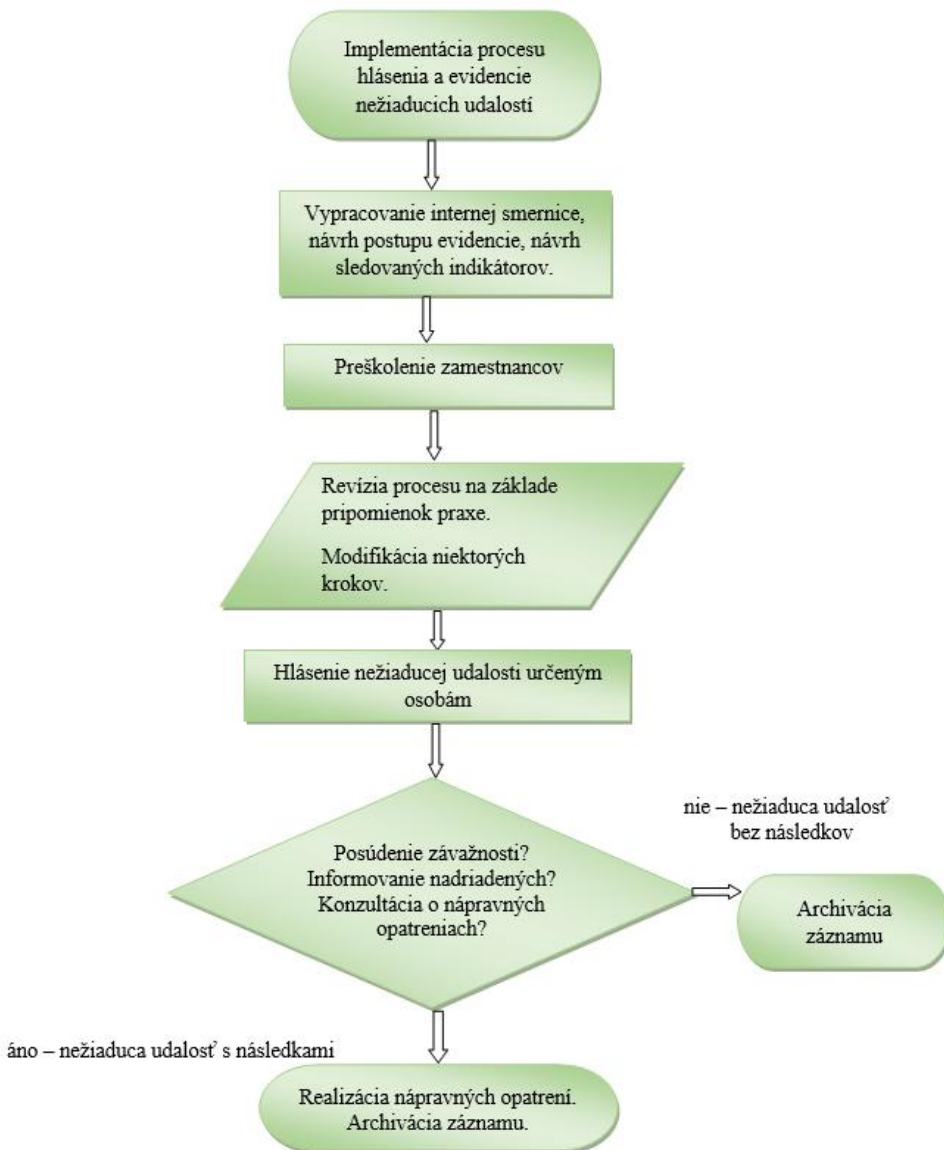 Implementácia procesu
hlásenia a evidencie
nežiaducich udalostí
Vypracovanie internej smernice,
návrh postupu evidencie, návrh
sledovaných indikátorov.
Preškolenie zamestnancov
Revízia procesu na základe
pripomienok praxe.
Modifikácia niektorých
krokov.
Hlásenie nežiaducej udalosti určeným
osobám
Posúdenie závažnosti?
Informovanie nadriadených?
Konzultácia o nápravných
opatreniach?
nie – nežiaduca udalosť
bez následkov
Archivácia
záznamu
áno – nežiaduca udalosť s následkami
Realizácia nápravných opatrení.
Archivácia záznamu.